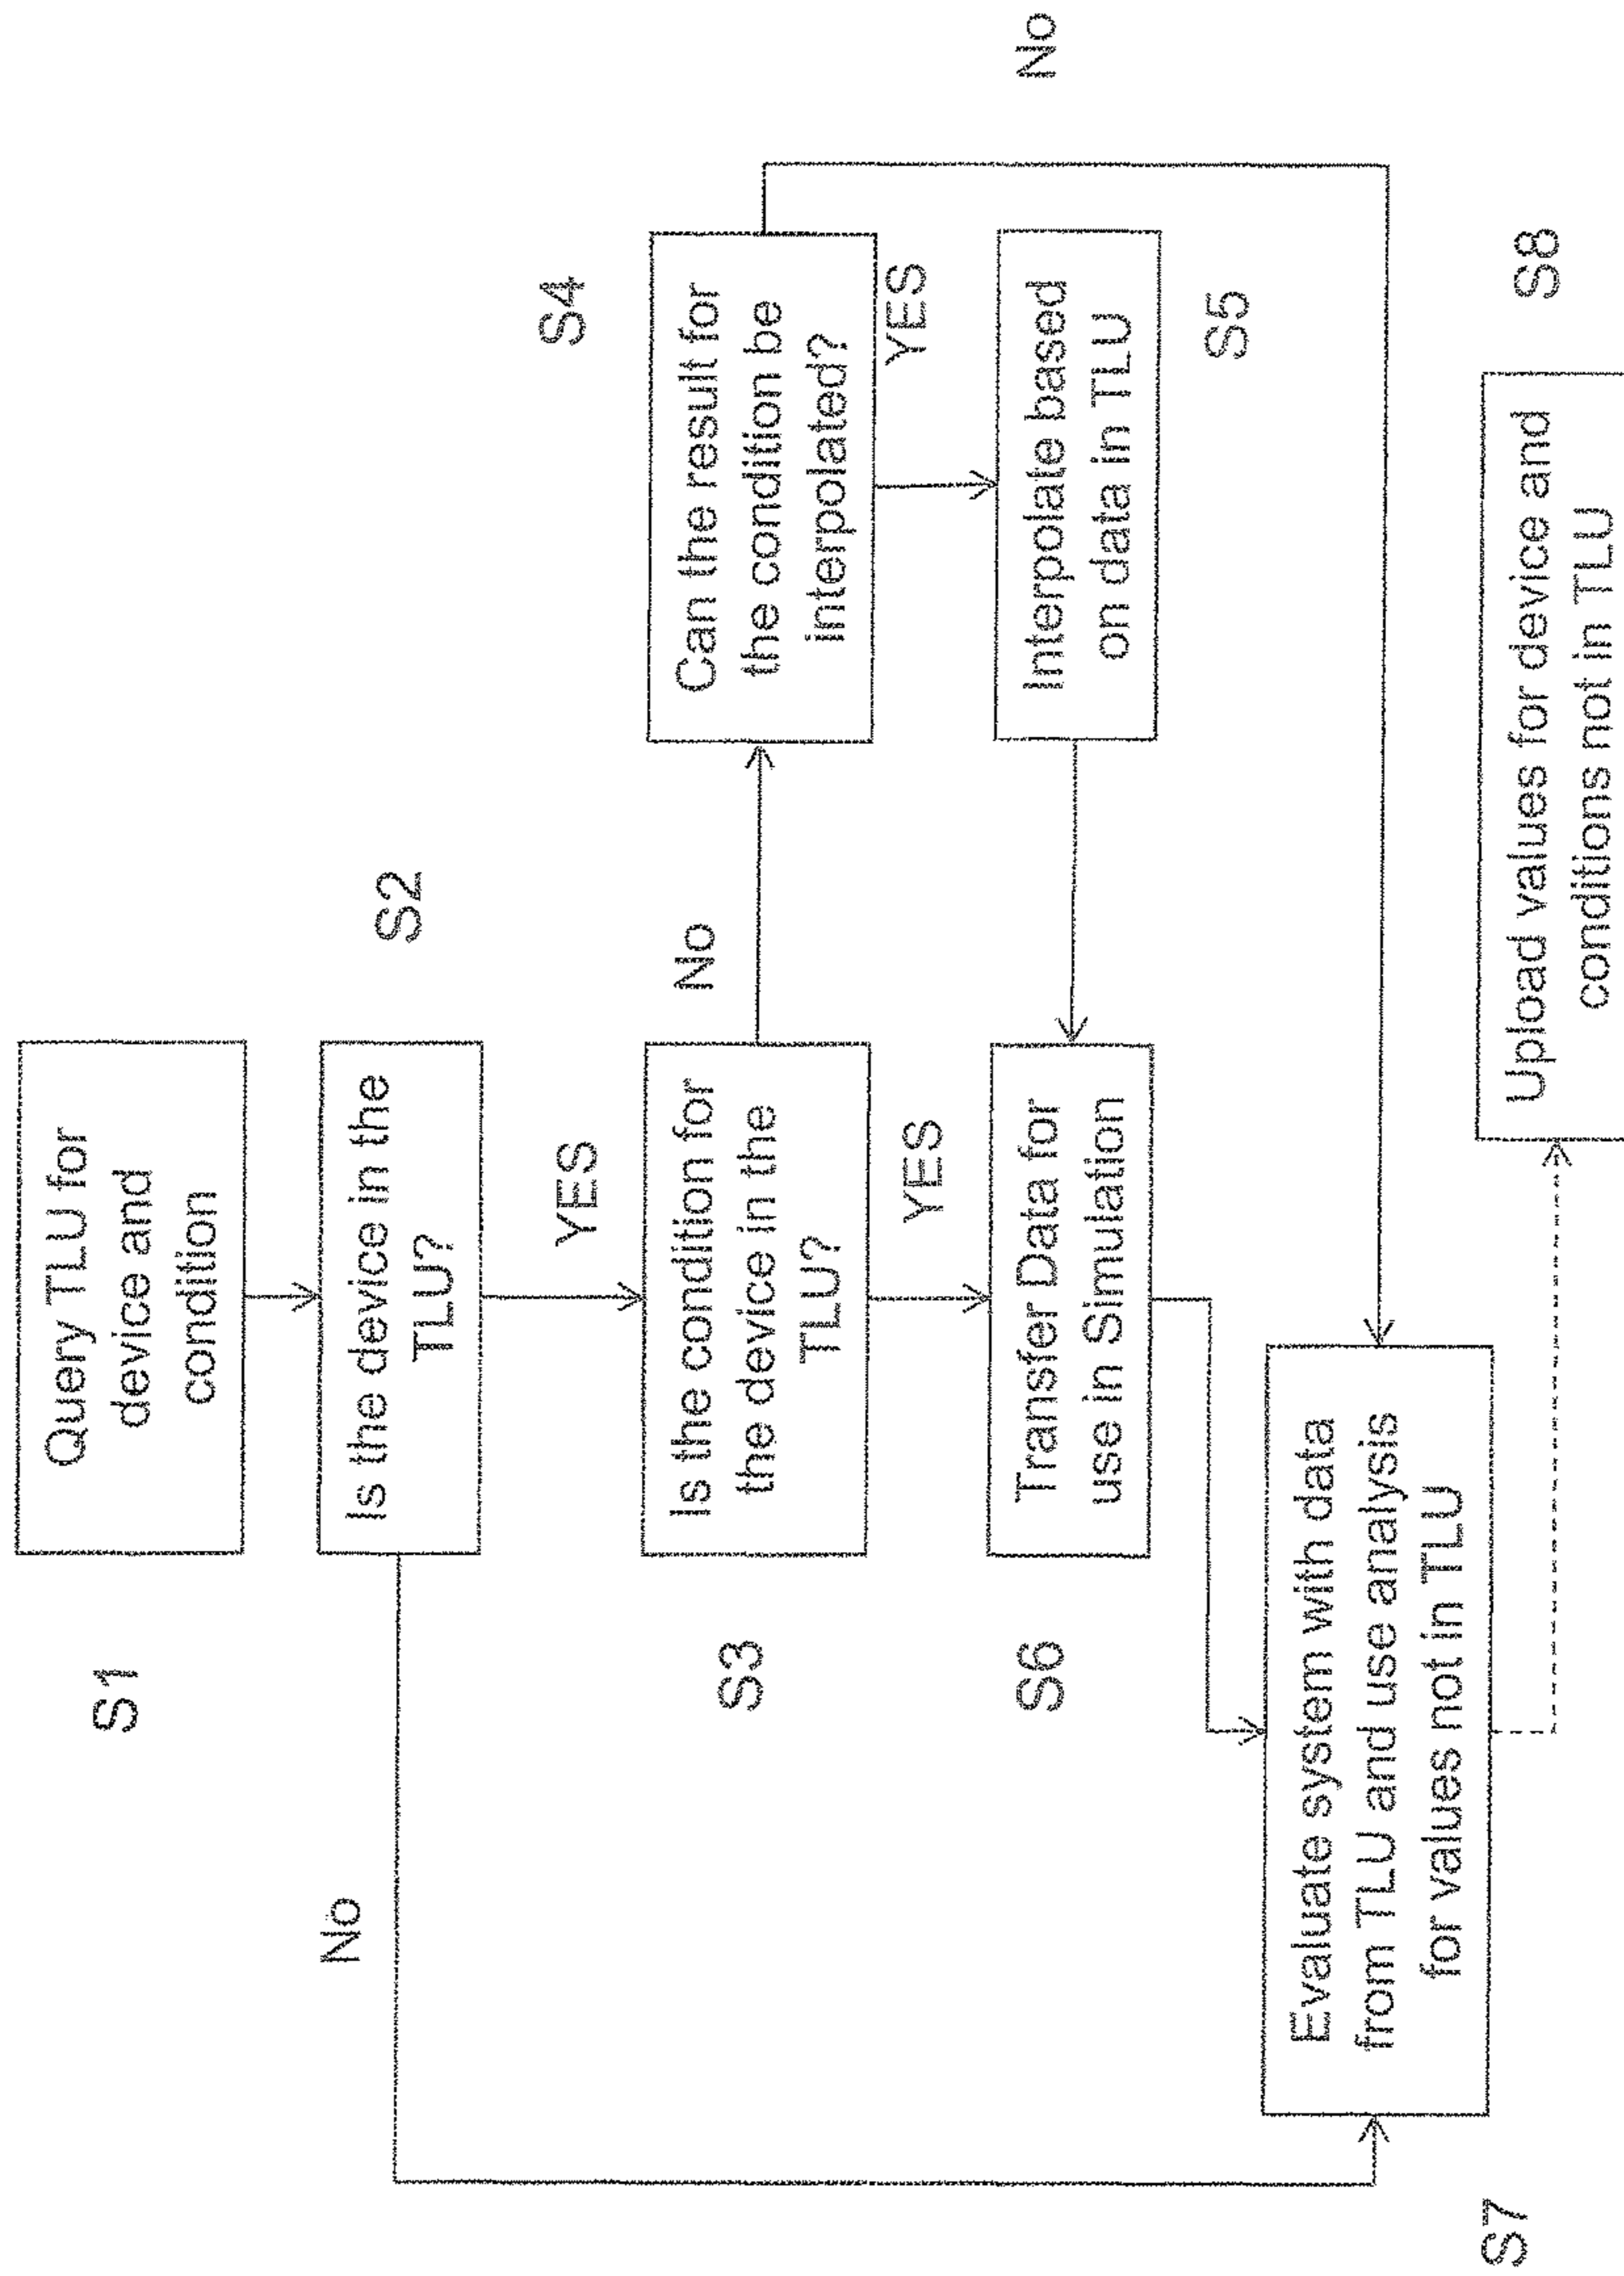 S1
Query TLU for
device and
condition
Is the device in the
TLU?
S2
No
YES
S3
Is the condition for
the device in the
TLU?
No
S4
Can the result for
the condition be
interpolated?
YES
YES
No
S6
Transfer Data for
use in Simulation
Interpolate based
on data in TLU
S5
S7
Evaluate system with data
from TLU and use analysis
for values not in TLU
S8
Upload values for device and
conditions not in TLU